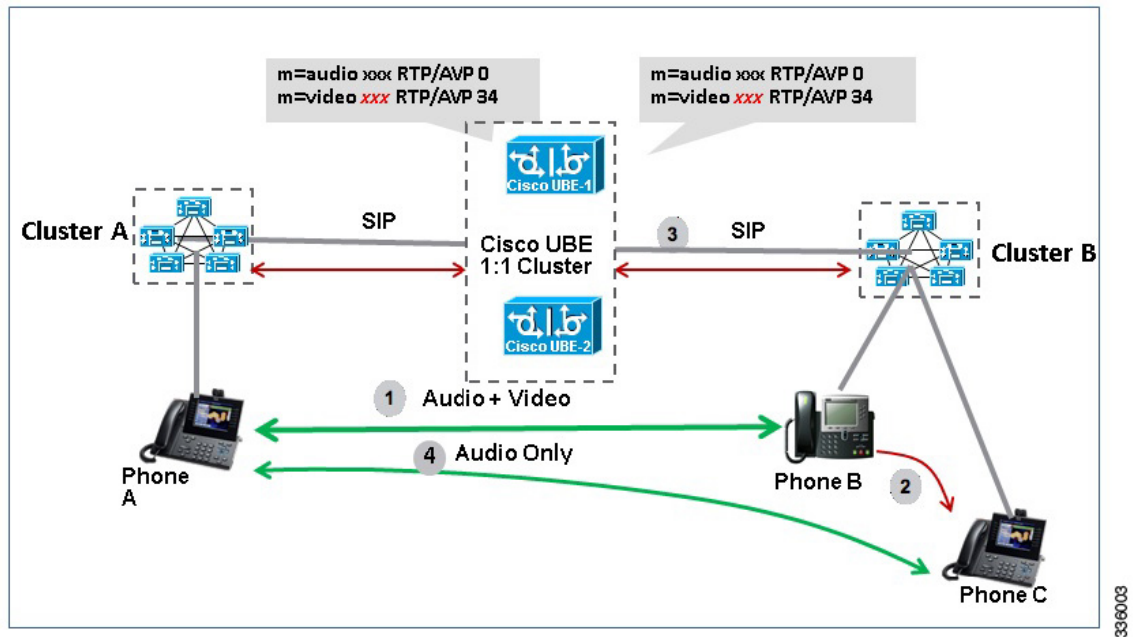 m=audio xxx RTP/AVP 0
m=video xxx RTP/AVP 34
m=audio xxx RTP/AVP 0
m=video xxx RTP/AVP 34
Cisco UBE-1
Cluster A
SIP
Cisco UBE
1:1 Cluster
3
SIP
Cluster B
Cisco UBE-2
1
Audio + Video
4
Audio Only
Phone
A
Phone B
2
Phone C
336003